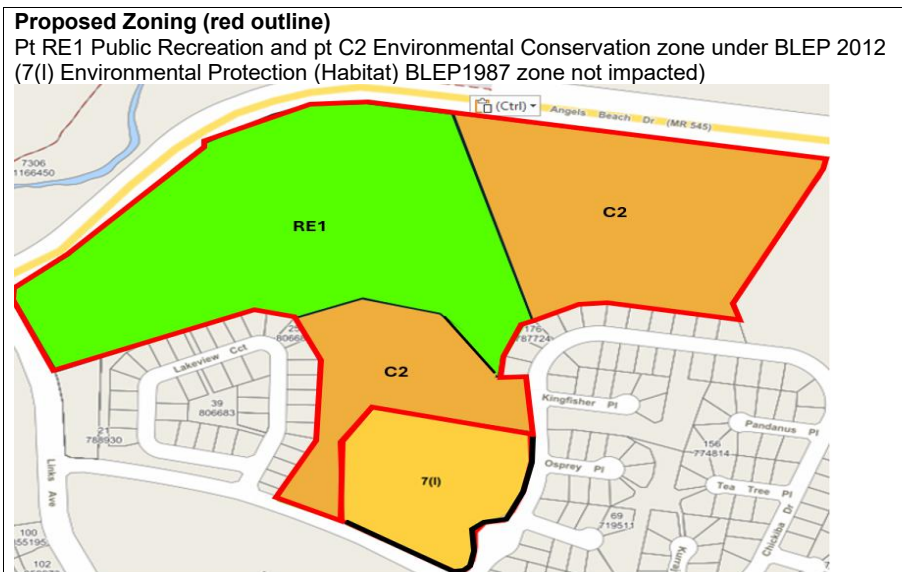 Proposed Zoning (red outline)
Pt RE1 Public Recreation and pt C2 Environmental Conservation zone under BLEP 2012
(7(I) Environmental Protection (Habitat) BLEP1987 zone not impacted)
(Ctrl)
Angels Beach Dr (MR 545)
7306
1166450
C2
RE1
176
787724
Lakeview Cct
C2
39
806683
Kingfisher Pl
21
788930
Pandanus Pl
156
774814
Links Ave
7(I)
Osprey Pl
Tea Tree Pl
69
719511
Chickiba Dr
100
102